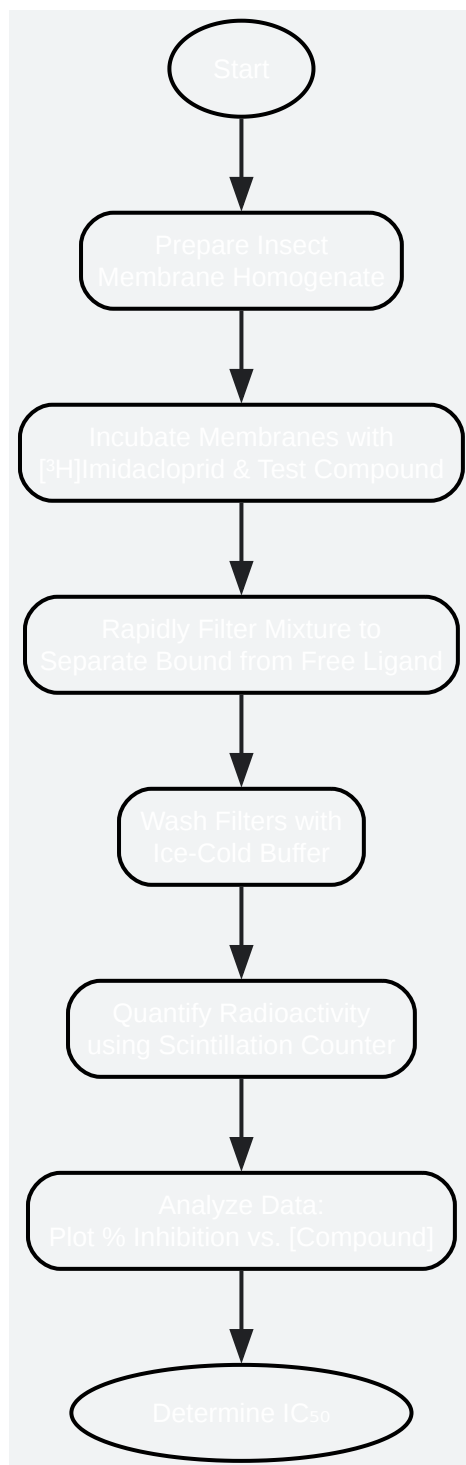 Start
Prepare Insect
Membrane Homogenate
Incubate Membranes with
[³H]Imidacloprid & Test Compound
Rapidly Filter Mixture to
Separate Bound from Free Ligand
Wash Filters with
Ice-Cold Buffer
Quantify Radioactivity
using Scintillation Counter
Analyze Data:
Plot % Inhibition vs. [Compound]
Determine IC₅₀